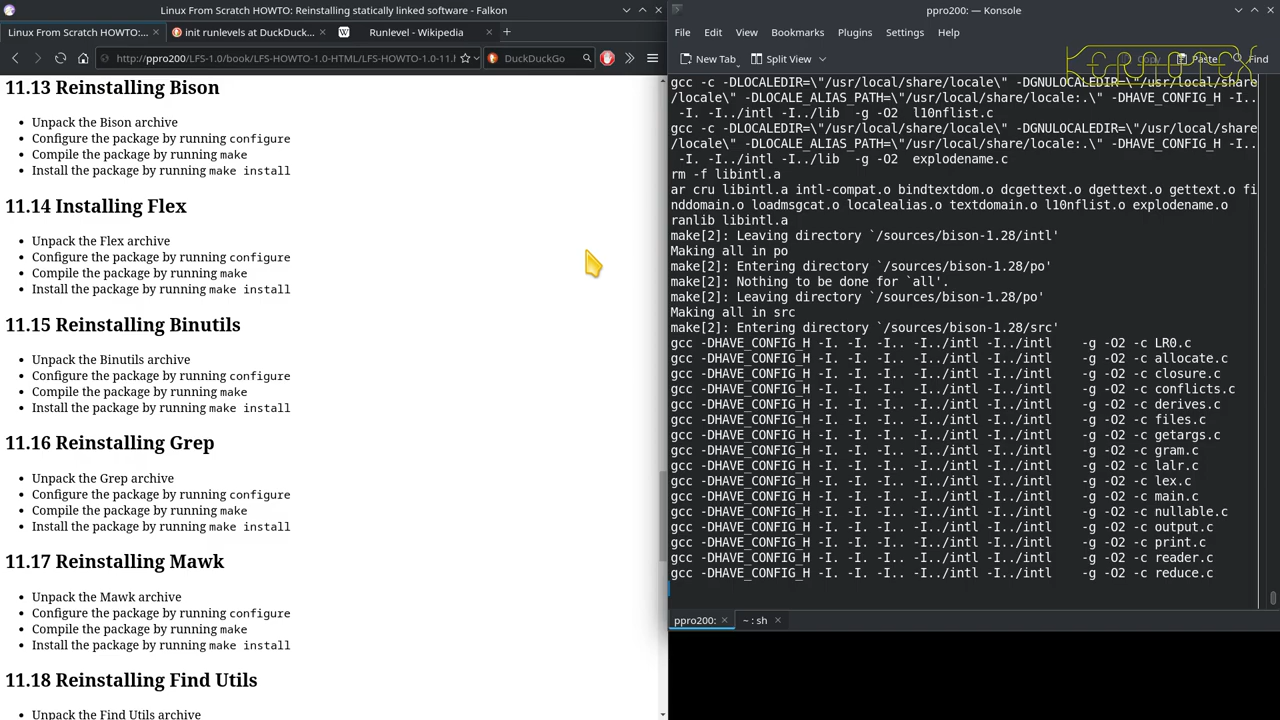 Linux From Scratch HOWTO: Reinstalling statically linked software - Falkon
Linux From Scratch HOWTO:...
init runlevels at DuckDuck...
Runlevel - Wikipedia
http://ppro200/LFS-1.0/book/LFS-HOWTO-1.0-HTML/LFS-HOWTO-1.0-11.h
DuckDuckGo
11.13 Reinstalling Bison
• Unpack the Bison archive
• Configure the package by running configure
• Compile the package by running make
• Install the package by running make install
11.14 Installing Flex
• Unpack the Flex archive
• Configure the package by running configure
• Compile the package by running make
• Install the package by running make install
11.15 Reinstalling Binutils
• Unpack the Binutils archive
• Configure the package by running configure
• Compile the package by running make
• Install the package by running make install
11.16 Reinstalling Grep
• Unpack the Grep archive
• Configure the package by running configure
• Compile the package by running make
• Install the package by running make install
11.17 Reinstalling Mawk
• Unpack the Mawk archive
• Configure the package by running configure
• Compile the package by running make
• Install the package by running make install
11.18 Reinstalling Find Utils
• Unpack the Find Utils archive
ppro200: — Konsole
File Edit View Bookmarks Plugins Settings Help
New Tab Split View Copy Paste Find
gcc -c -DLOCALEDIR=\"/usr/local/share/locale\" -DGNULOCALEDIR=\"/usr/local/share
/locale\" -DLOCALE_ALIAS_PATH=\"/usr/local/share/locale:.\" -DHAVE_CONFIG_H -I..
 -I. -I../intl -I../lib  -g -O2  l10nflist.c
gcc -c -DLOCALEDIR=\"/usr/local/share/locale\" -DGNULOCALEDIR=\"/usr/local/share
/locale\" -DLOCALE_ALIAS_PATH=\"/usr/local/share/locale:.\" -DHAVE_CONFIG_H -I..
 -I. -I../intl -I../lib  -g -O2  explodename.c
rm -f libintl.a
ar cru libintl.a intl-compat.o bindtextdom.o dcgettext.o dgettext.o gettext.o fi
nddomain.o loadmsgcat.o localealias.o textdomain.o l10nflist.o explodename.o
ranlib libintl.a
make[2]: Leaving directory `/sources/bison-1.28/intl'
Making all in po
make[2]: Entering directory `/sources/bison-1.28/po'
make[2]: Nothing to be done for `all'.
make[2]: Leaving directory `/sources/bison-1.28/po'
Making all in src
make[2]: Entering directory `/sources/bison-1.28/src'
gcc -DHAVE_CONFIG_H -I. -I. -I.. -I../intl -I../intl    -g -O2 -c LR0.c
gcc -DHAVE_CONFIG_H -I. -I. -I.. -I../intl -I../intl    -g -O2 -c allocate.c
gcc -DHAVE_CONFIG_H -I. -I. -I.. -I../intl -I../intl    -g -O2 -c closure.c
gcc -DHAVE_CONFIG_H -I. -I. -I.. -I../intl -I../intl    -g -O2 -c conflicts.c
gcc -DHAVE_CONFIG_H -I. -I. -I.. -I../intl -I../intl    -g -O2 -c derives.c
gcc -DHAVE_CONFIG_H -I. -I. -I.. -I../intl -I../intl    -g -O2 -c files.c
gcc -DHAVE_CONFIG_H -I. -I. -I.. -I../intl -I../intl    -g -O2 -c getargs.c
gcc -DHAVE_CONFIG_H -I. -I. -I.. -I../intl -I../intl    -g -O2 -c gram.c
gcc -DHAVE_CONFIG_H -I. -I. -I.. -I../intl -I../intl    -g -O2 -c lalr.c
gcc -DHAVE_CONFIG_H -I. -I. -I.. -I../intl -I../intl    -g -O2 -c lex.c
gcc -DHAVE_CONFIG_H -I. -I. -I.. -I../intl -I../intl    -g -O2 -c main.c
gcc -DHAVE_CONFIG_H -I. -I. -I.. -I../intl -I../intl    -g -O2 -c nullable.c
gcc -DHAVE_CONFIG_H -I. -I. -I.. -I../intl -I../intl    -g -O2 -c output.c
gcc -DHAVE_CONFIG_H -I. -I. -I.. -I../intl -I../intl    -g -O2 -c print.c
gcc -DHAVE_CONFIG_H -I. -I. -I.. -I../intl -I../intl    -g -O2 -c reader.c
gcc -DHAVE_CONFIG_H -I. -I. -I.. -I../intl -I../intl    -g -O2 -c reduce.c
ppro200:
~ : sh